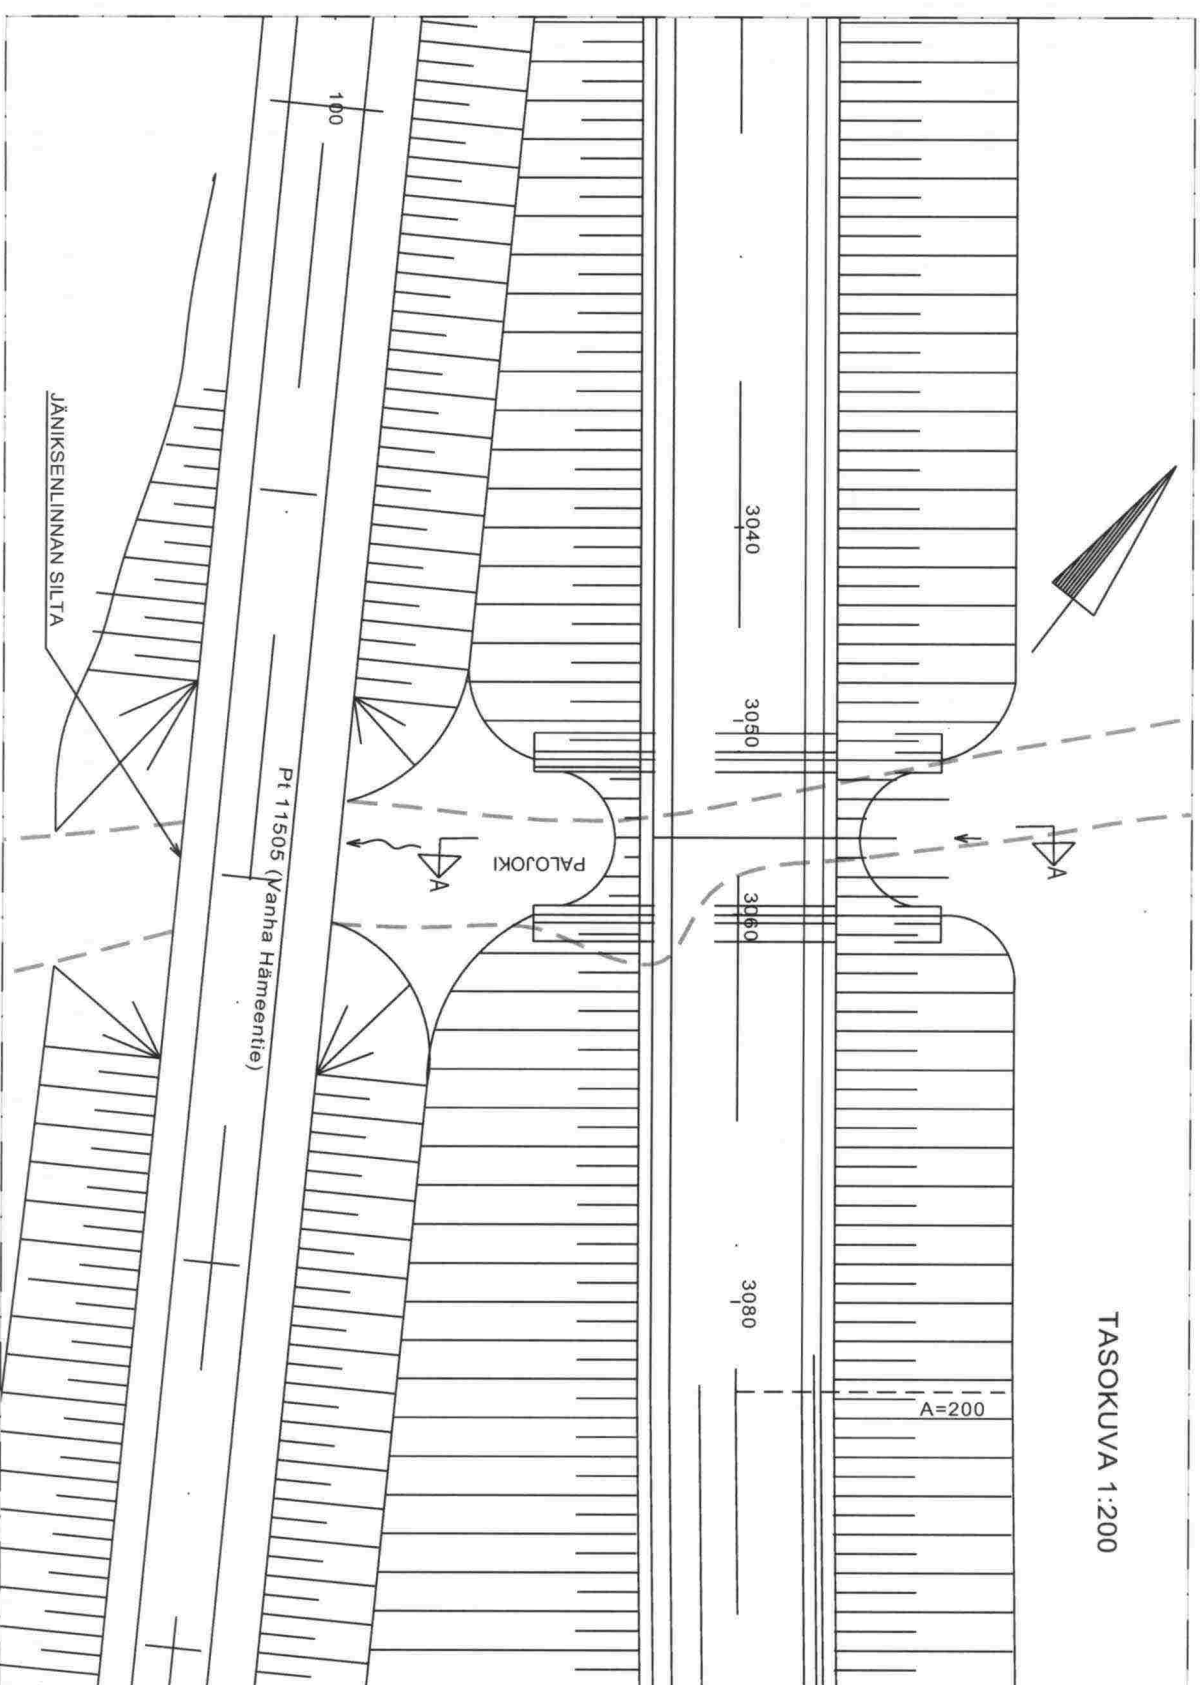 TASOKUVA 1:200
A
A=200
3040
3050
3060
3080
PALOJOKI
A
100
Pt 11505 (Vanha Hämeentie)
JÄNIKSENLINNAN SILTA